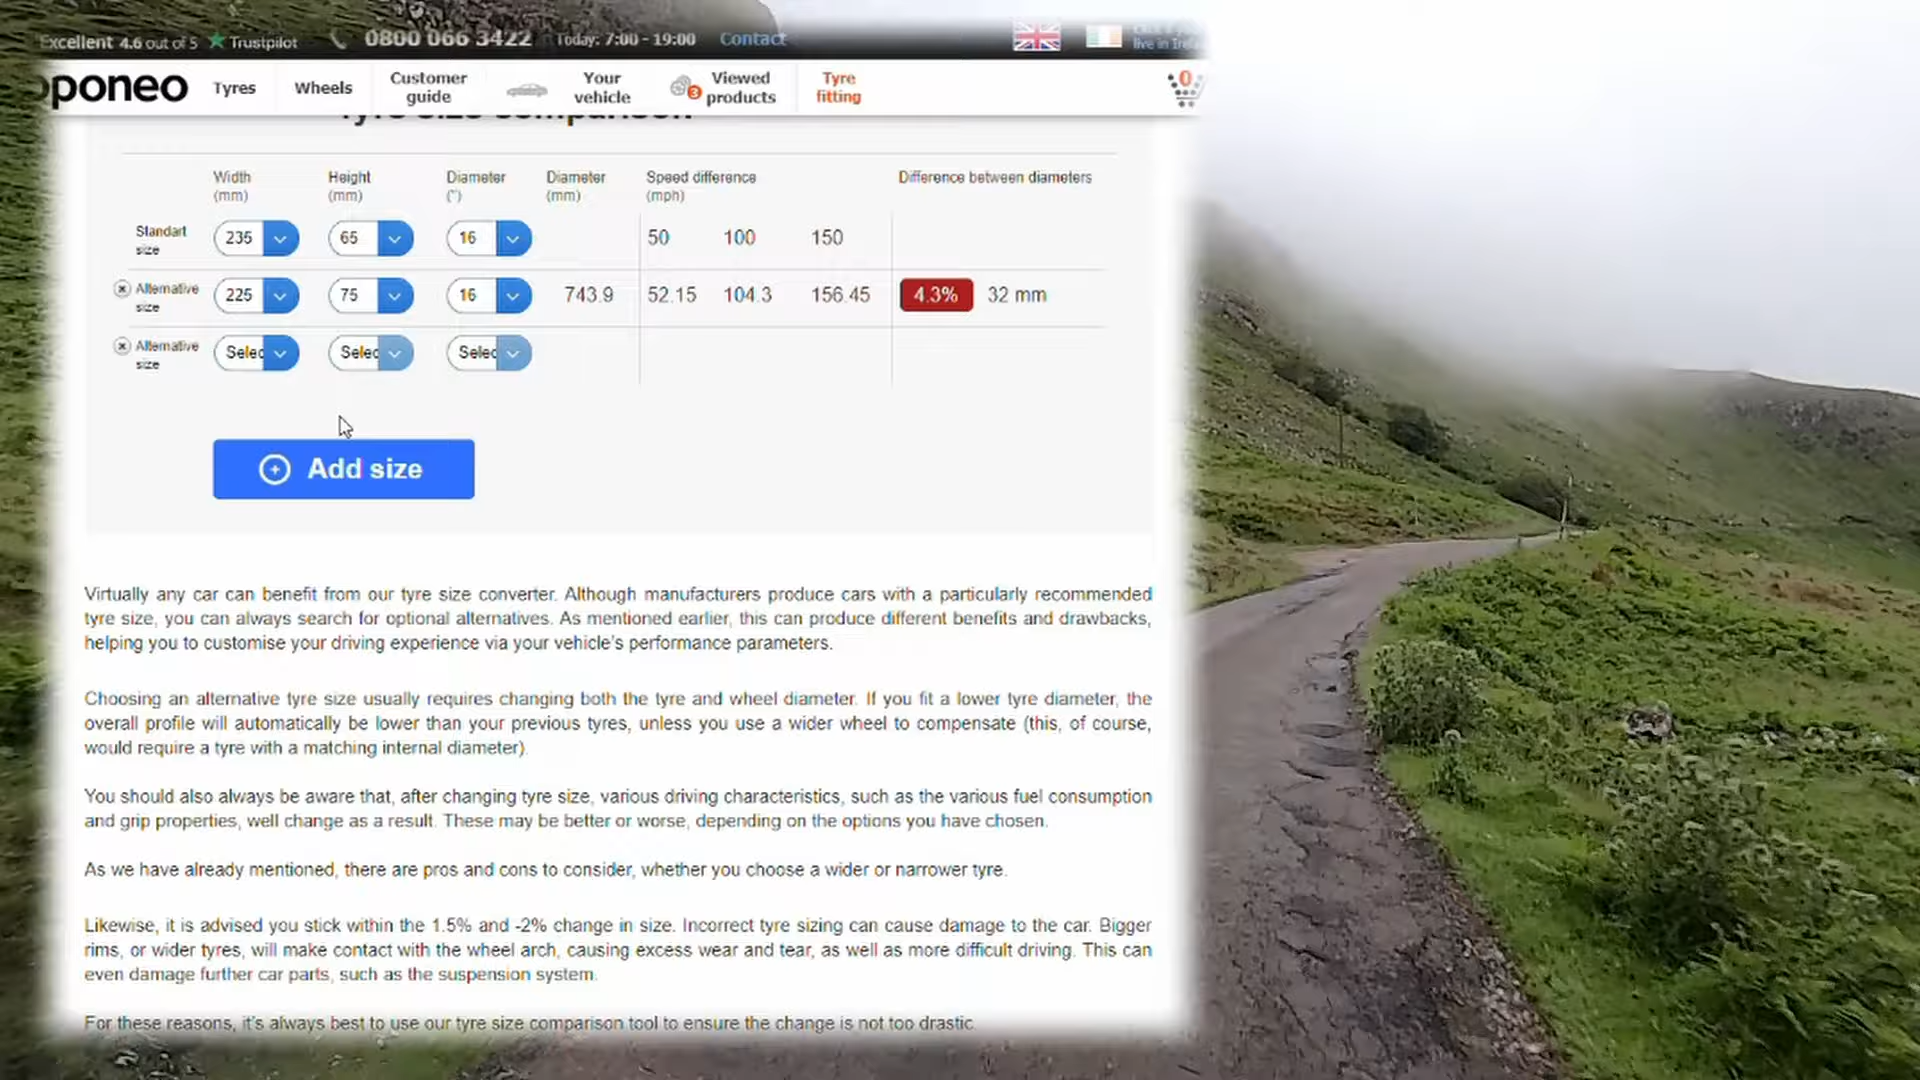 Excellent 4.6 out of 5 Trustpilot 0800 066 3422 Today: 7:00 - 19:00 Contact
live in
oponeo Tyres Wheels Customer guide Your vehicle 3 Viewed products Tyre fitting 0
Tyre size comparison
Width (mm) Height (mm) Diameter (") Diameter (mm) Speed difference (mph) Difference between diameters
Standart size 235 65 16 50 100 150
Alternative size 225 75 16 743.9 52.15 104.3 156.45 4.3% 32 mm
Alternative size Selec Selec Selec
Add size
Virtually any car can benefit from our tyre size converter. Although manufacturers produce cars with a particularly recommended
tyre size, you can always search for optional alternatives. As mentioned earlier, this can produce different benefits and drawbacks,
helping you to customise your driving experience via your vehicle's performance parameters.
Choosing an alternative tyre size usually requires changing both the tyre and wheel diameter. If you fit a lower tyre diameter, the
overall profile will automatically be lower than your previous tyres, unless you use a wider wheel to compensate (this, of course,
would require a tyre with a matching internal diameter).
You should also always be aware that, after changing tyre size, various driving characteristics, such as the various fuel consumption
and grip properties, well change as a result. These may be better or worse, depending on the options you have chosen.
As we have already mentioned, there are pros and cons to consider, whether you choose a wider or narrower tyre.
Likewise, it is advised you stick within the 1.5% and -2% change in size. Incorrect tyre sizing can cause damage to the car. Bigger
rims, or wider tyres, will make contact with the wheel arch, causing excess wear and tear, as well as more difficult driving. This can
even damage further car parts, such as the suspension system.
For these reasons, it's always best to use our tyre size comparison tool to ensure the change is not too drastic.